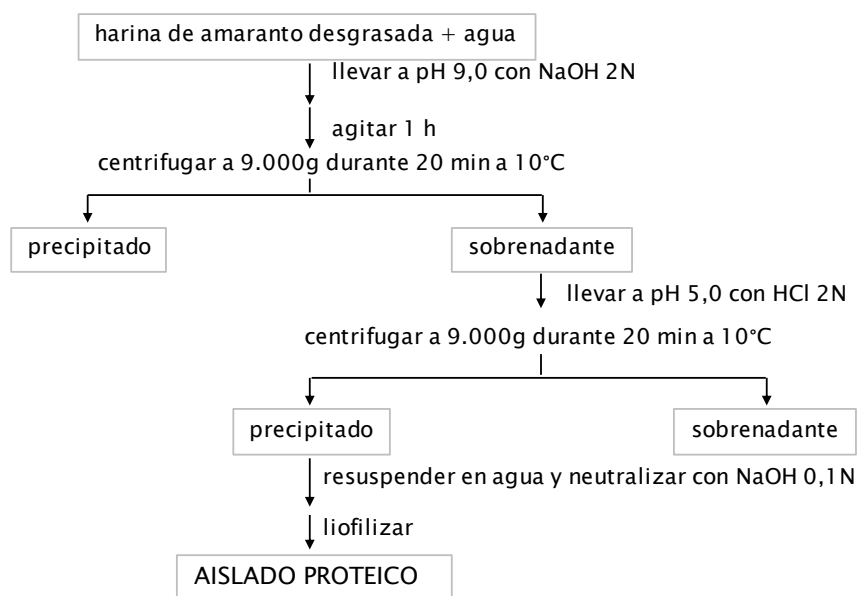 harina de amaranto desgrasada + agua
llevar a pH 9,0 con NaOH 2N
agitar 1 h
centrifugar a 9.000g durante 20 min a 10°C
precipitado
sobrenadante
llevar a pH 5,0 con HCl 2N
centrifugar a 9.000g durante 20 min a 10°C
precipitado
sobrenadante
resuspender en agua y neutralizar con NaOH 0,1N
liofilizar
AISLADO PROTEICO